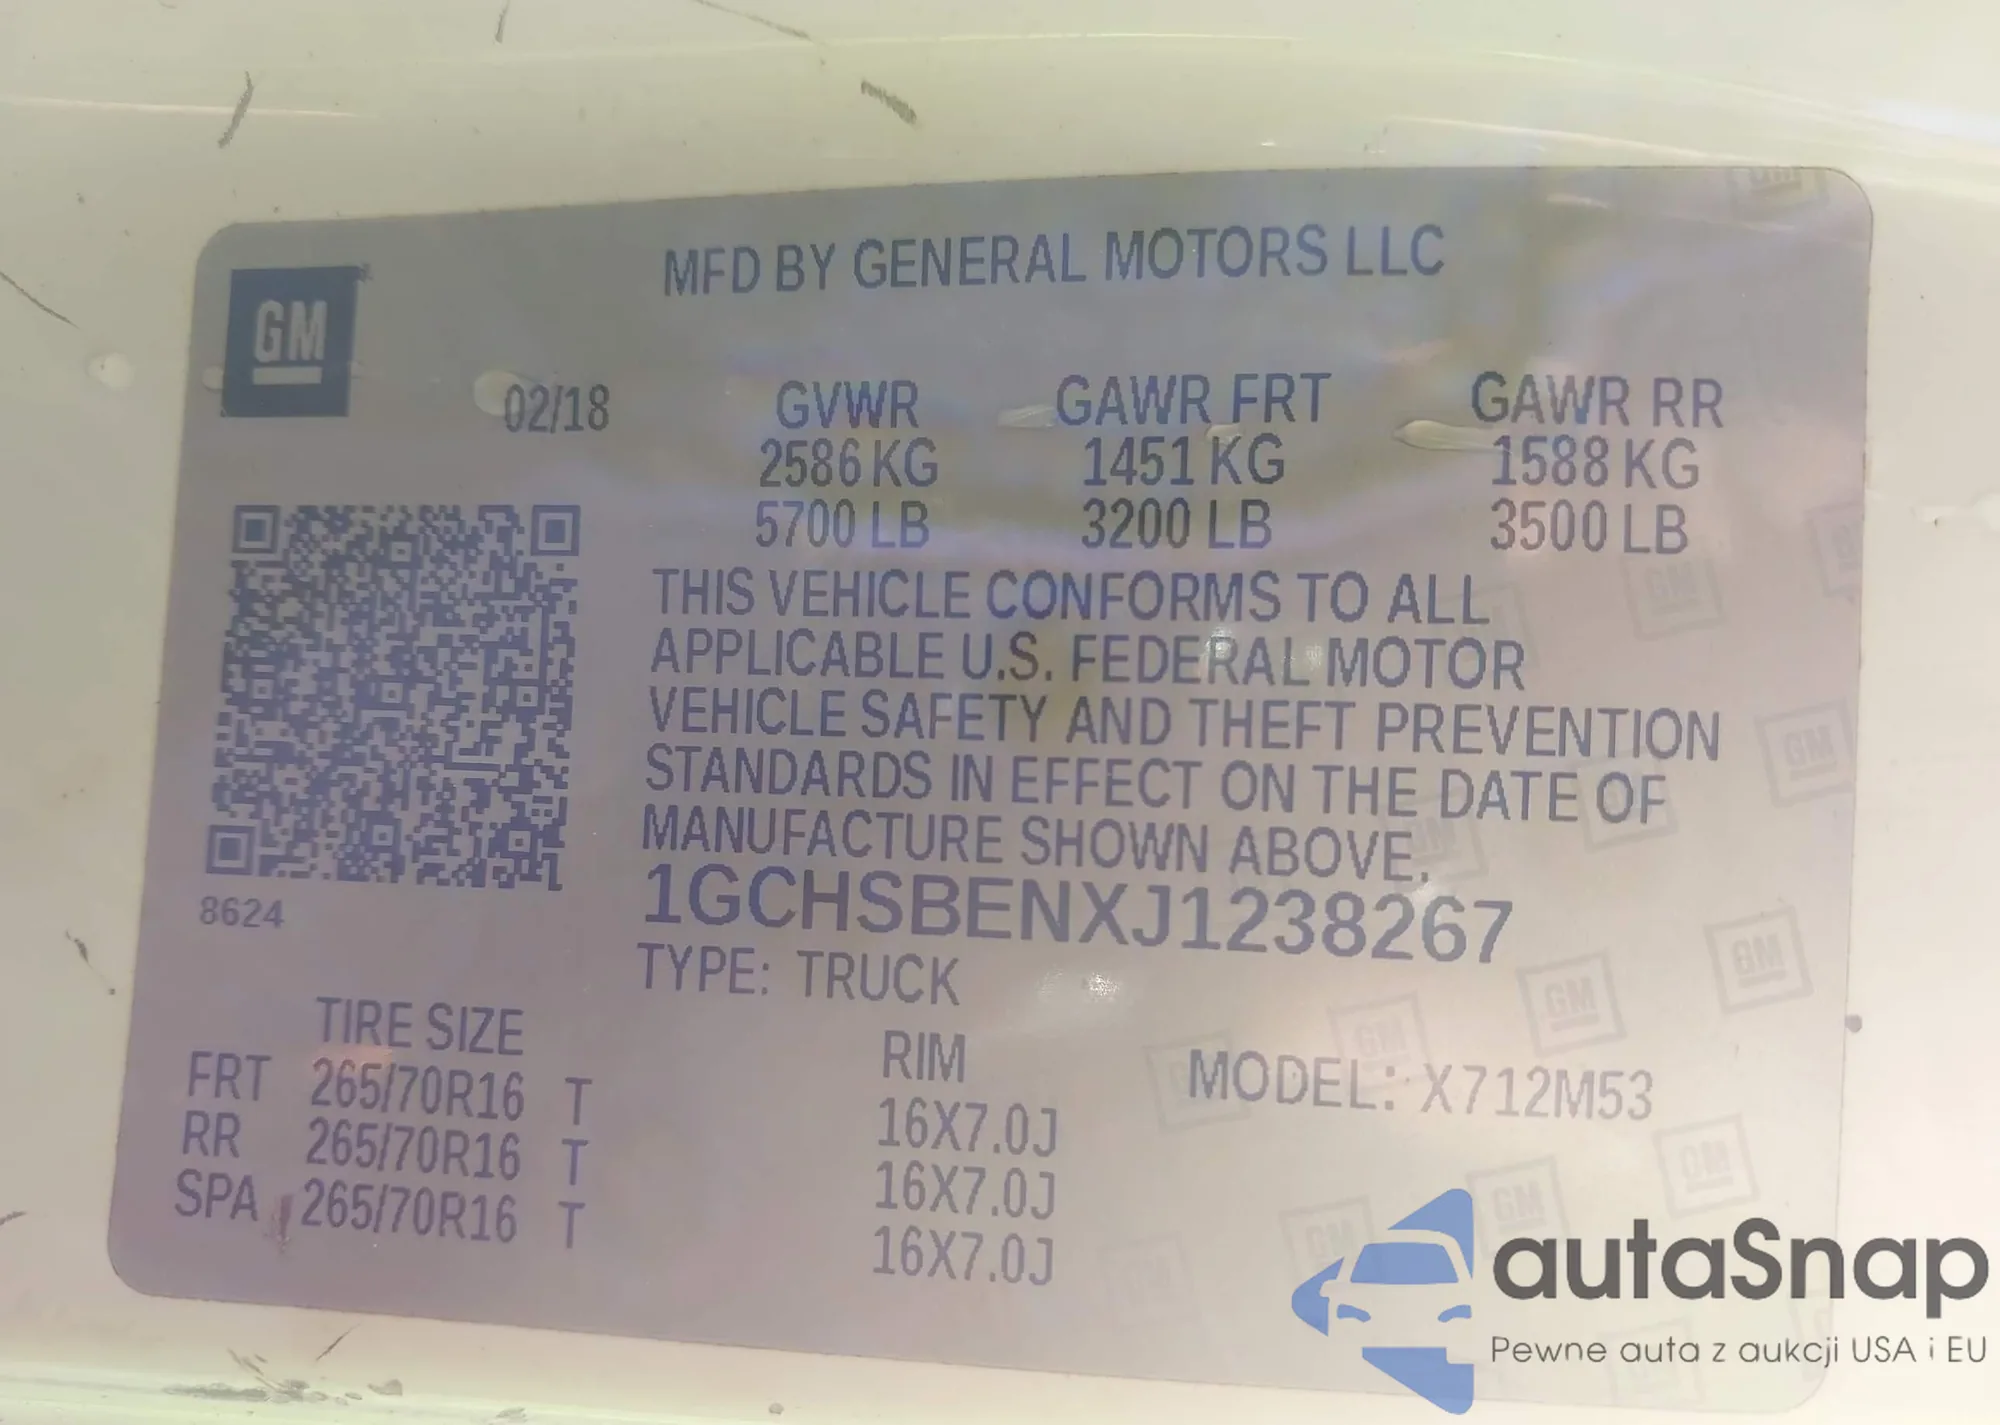 MFD BY GENERAL MOTORS LLC
GM
02/18
GVWR GAWR FRT GAWR RR
2586 KG 1451 KG 1588 KG
5700 LB 3200 LB 3500 LB
THIS VEHICLE CONFORMS TO ALL
APPLICABLE U.S. FEDERAL MOTOR
VEHICLE SAFETY AND THEFT PREVENTION
STANDARDS IN EFFECT ON THE DATE OF
MANUFACTURE SHOWN ABOVE.
8624
1GCHSBENXJ1238267
TYPE: TRUCK
TIRE SIZE RIM MODEL: X712M53
FRT 265/70R16 T 16X7.0J
RR 265/70R16 T 16X7.0J
SPA 265/70R16 T 16X7.0J
autaSnap
Pewne auta z aukcji USA i EU